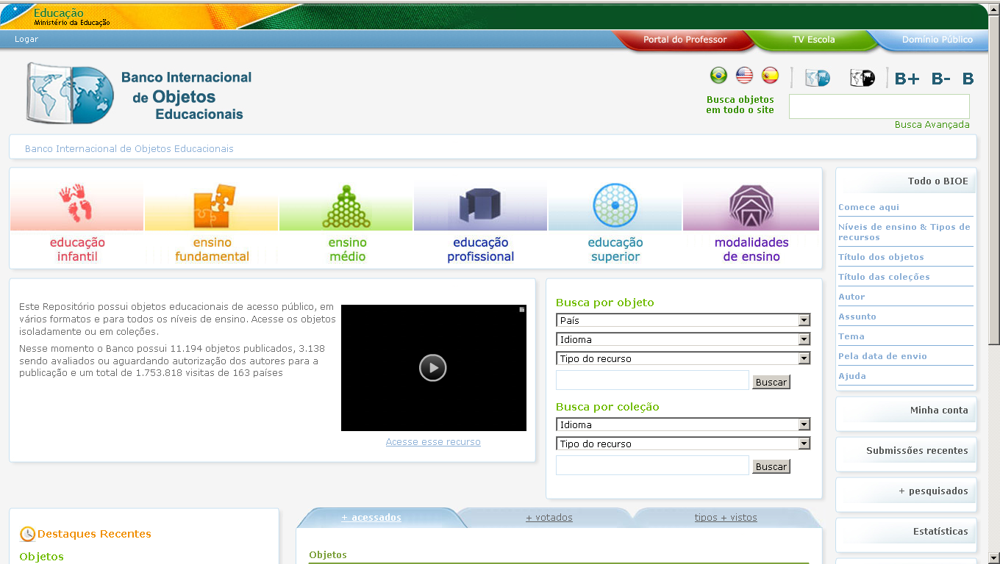 Educação
Ministério da Educação
Logar
Portal do Professor
TV Escola
Domínio Público
Banco Internacional
de Objetos
Educacionais
B+ B- B
Busca objetos
em todo o site
Busca Avançada
Banco Internacional de Objetos Educacionais
educação
infantil
ensino
fundamental
ensino
médio
educação
profissional
educação
superior
modalidades
de ensino
Este Repositório possui objetos educacionais de acesso público, em
vários formatos e para todos os níveis de ensino. Acesse os objetos
isoladamente ou em coleções.
Nesse momento o Banco possui 11.194 objetos publicados, 3.138
sendo avaliados ou aguardando autorização dos autores para a
publicação e um total de 1.753.818 visitas de 163 países
Acesse esse recurso
Busca por objeto
País
Idioma
Tipo do recurso
Buscar
Busca por coleção
Idioma
Tipo do recurso
Buscar
Todo o BIOE
Comece aqui
Níveis de ensino & Tipos de
recursos
Título dos objetos
Título das coleções
Autor
Assunto
Tema
Pela data de envio
Ajuda
Minha conta
Submissões recentes
+ pesquisados
Estatísticas
Destaques Recentes
Objetos
+ acessados
+ votados
tipos + vistos
Objetos